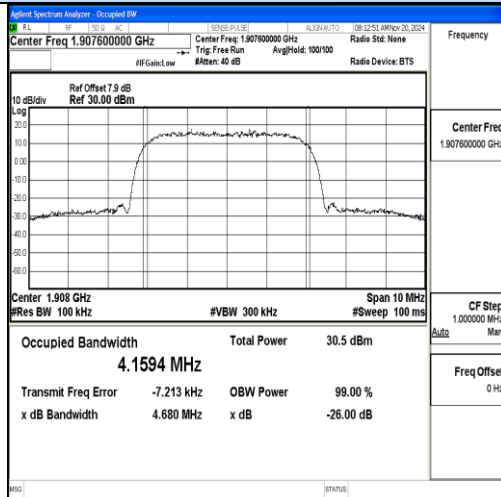 Agilent Spectrum Analyzer - Occupied BW
RL RF 50 Ω AC SENSE:PULSE ALIGN AUTO 08:12:51 AM Nov 20, 2024
Center Freq 1.907600000 GHz
Center Freq: 1.907600000 GHz
Radio Std: None
Trig: Free Run Avg|Hold: 100/100
#IFGain:Low #Atten: 40 dB Radio Device: BTS
Frequency
Ref Offset 7.9 dB
10 dB/div Ref 30.00 dBm
Log
20.0
10.0
0.00
-10.0
-20.0
-30.0
-40.0
-50.0
-60.0
Center 1.908 GHz Span 10 MHz
#Res BW 100 kHz #VBW 300 kHz #Sweep 100 ms
Center Freq
1.907600000 GHz
CF Step
1.000000 MHz
Auto Man
Freq Offset
0 Hz
Occupied Bandwidth Total Power 30.5 dBm
4.1594 MHz
Transmit Freq Error -7.213 kHz OBW Power 99.00 %
x dB Bandwidth 4.680 MHz x dB -26.00 dB
MSG STATUS